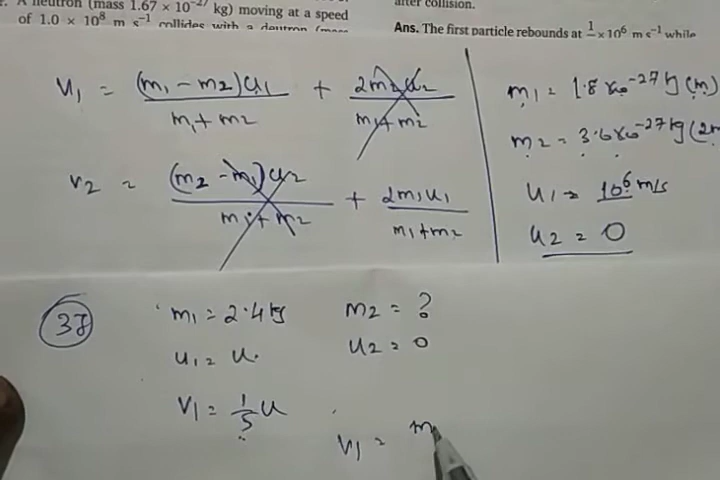 A neutron (mass 1.67 × 10⁻²⁷ kg) moving at a speed
of 1.0 × 10⁸ m s⁻¹ collides with a deutron (mass
after collision.
Ans. The first particle rebounds at 1/3 × 10⁶ m s⁻¹ while
v₁ = (m₁ − m₂)u₁ / m₁ + m₂ + 2m₂u₂ / m₁ + m₂
v₂ = (m₂ − m₁)u₂ / m₁ + m₂ + 2m₁u₁ / m₁ + m₂
m₁ = 1.8 × 10⁻²⁷ kg (m)
m₂ = 3.6 × 10⁻²⁷ kg (2m
u₁ = 10⁶ m/s
u₂ = 0
m₁ = 2.4 kg m₂ = ?
u₁ = u. u₂ = 0
v₁ = 1/5 u
v₁ = m